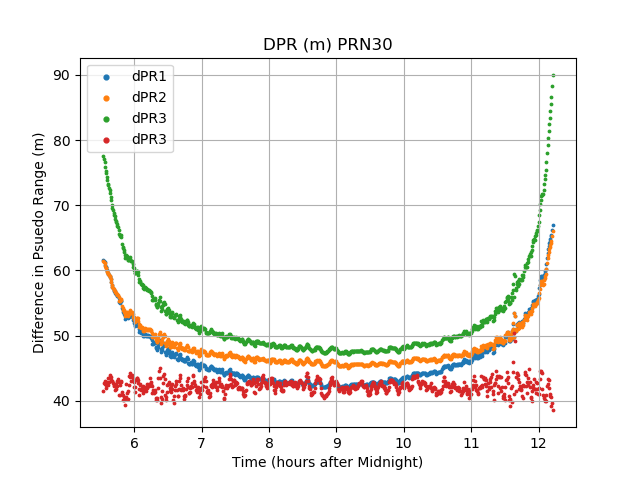 DPR (m) PRN30
90
80
70
60
50
40
Difference in Psuedo Range (m)
dPR1
dPR2
dPR3
dPR3
6 7 8 9 10 11 12
Time (hours after Midnight)